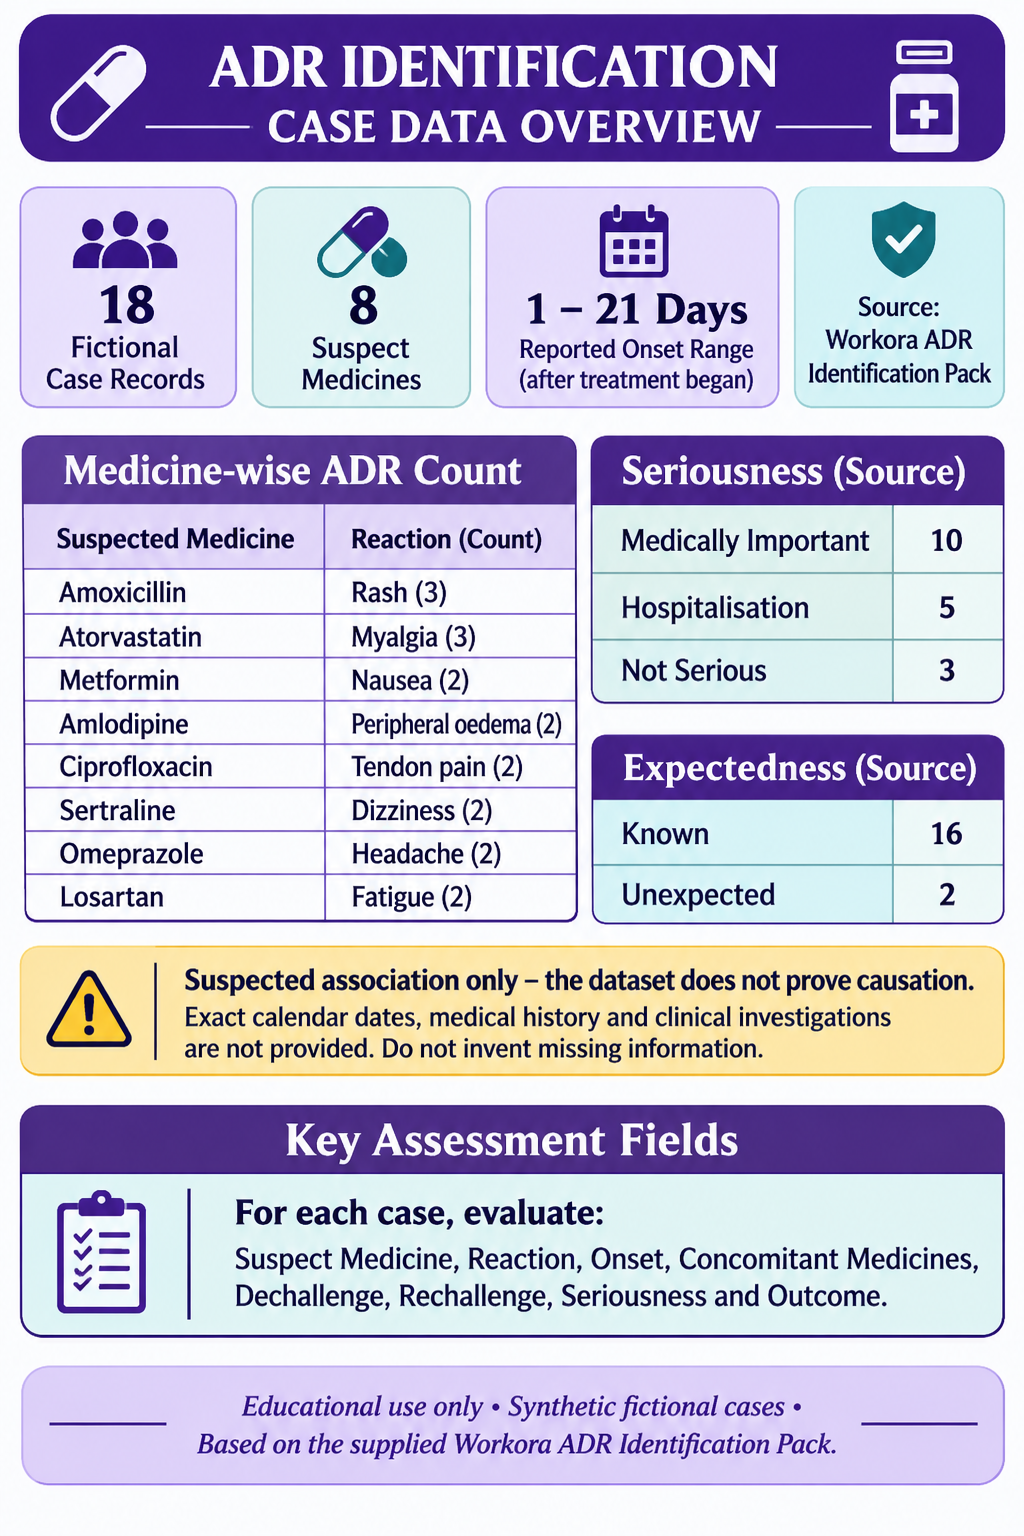 ADR IDENTIFICATION
CASE DATA OVERVIEW
18
Fictional
Case Records
8
Suspect
Medicines
1 – 21 Days
Reported Onset Range
(after treatment began)
Source:
Workora ADR
Identification Pack
Medicine-wise ADR Count
Suspected Medicine Reaction (Count)
Amoxicillin Rash (3)
Atorvastatin Myalgia (3)
Metformin Nausea (2)
Amlodipine Peripheral oedema (2)
Ciprofloxacin Tendon pain (2)
Sertraline Dizziness (2)
Omeprazole Headache (2)
Losartan Fatigue (2)
Seriousness (Source)
Medically Important 10
Hospitalisation 5
Not Serious 3
Expectedness (Source)
Known 16
Unexpected 2
Suspected association only – the dataset does not prove causation.
Exact calendar dates, medical history and clinical investigations
are not provided. Do not invent missing information.
Key Assessment Fields
For each case, evaluate:
Suspect Medicine, Reaction, Onset, Concomitant Medicines,
Dechallenge, Rechallenge, Seriousness and Outcome.
Educational use only • Synthetic fictional cases •
Based on the supplied Workora ADR Identification Pack.